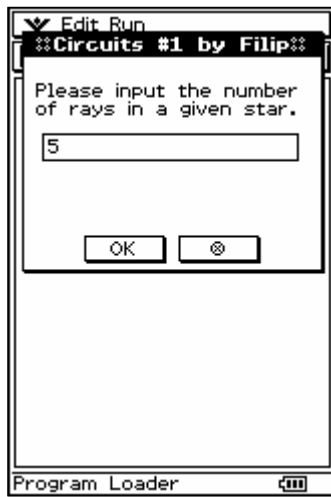 Edit Run
Circuits #1 by Filip
Please input the number
of rays in a given star.
5
OK
Program Loader